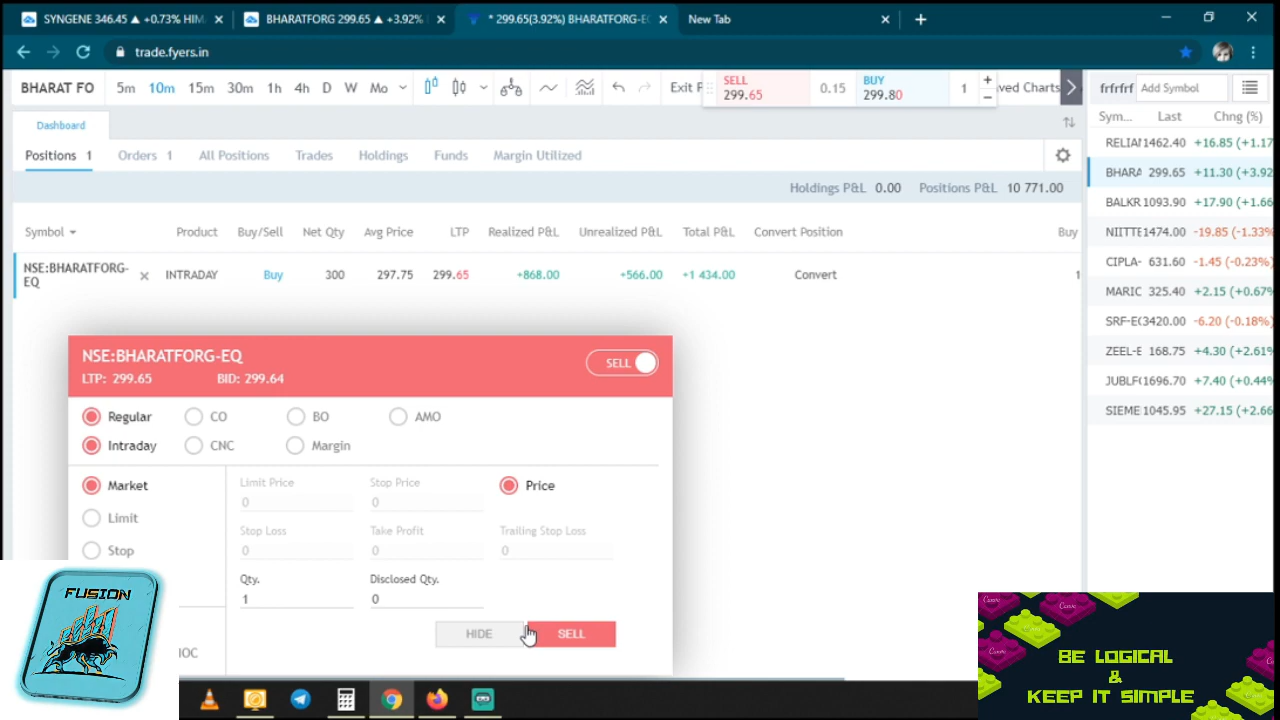 SYNGENE 346.45 ▲ +0.73% HIM
BHARATFORG 299.65 ▲ +3.92%
* 299.65(3.92%) BHARATFORG-E
New Tab
trade.fyers.in
BHARAT FO 5m 10m 15m 30m 1h 4h D W Mo
Exit
SELL
299.65
0.15
BUY
299.80
1
ved Charts
frfrfrf
Add Symbol
Dashboard
Sym... Last Chng (%)
Positions 1 Orders 1 All Positions Trades Holdings Funds Margin Utilized
Holdings P&L 0.00 Positions P&L 10 771.00
Symbol Product Buy/Sell Net Qty Avg Price LTP Realized P&L Unrealized P&L Total P&L Convert Position Buy
NSE:BHARATFORG-
EQ
INTRADAY Buy 300 297.75 299.65 +868.00 +566.00 +1 434.00 Convert 1
RELIA 1462.40 +16.85 (+1.17
BHARA 299.65 +11.30 (+3.92
BALKR 1093.90 +17.90 (+1.66
NIITTE 1474.00 -19.85 (-1.33%
CIPLA- 631.60 -1.45 (-0.23%)
MARIC 325.40 +2.15 (+0.67%
SRF-E 3420.00 -6.20 (-0.18%)
ZEEL-E 168.75 +4.30 (+2.61%
JUBLF 1696.70 +7.40 (+0.44%
SIEME 1045.95 +27.15 (+2.66
NSE:BHARATFORG-EQ
SELL
LTP: 299.65 BID: 299.64
Regular CO BO AMO
Intraday CNC Margin
Market
Limit
Stop
Limit Price
0
Stop Price
0
Price
Stop Loss
0
Take Profit
0
Trailing Stop Loss
0
Qty.
1
Disclosed Qty.
0
HIDE SELL
IOC
FUSION
BE LOGICAL
&
KEEP IT SIMPLE
Canva
Canva
Canva
Canva